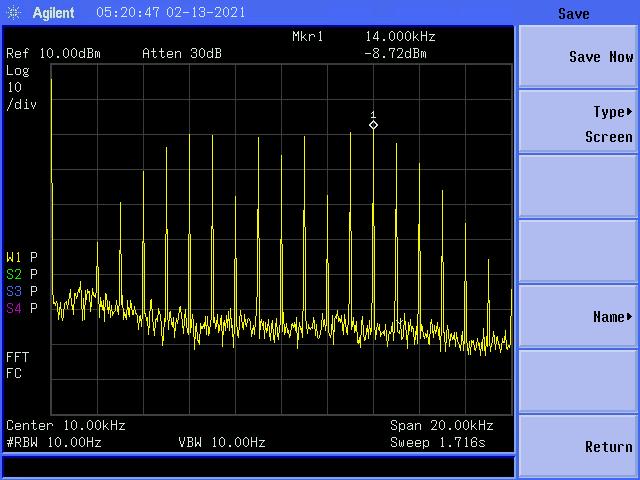 Agilent 05:20:47 02-13-2021
Save
Mkr1 14.000kHz
Ref 10.00dBm Atten 30dB -8.72dBm
Log
10
/div
1
W1 P
S2 P
S3 P
S4 P
FFT
FC
Center 10.00kHz Span 20.00kHz
#RBW 10.00Hz VBW 10.00Hz Sweep 1.716s
Save Now
Type
Screen
Name
Return